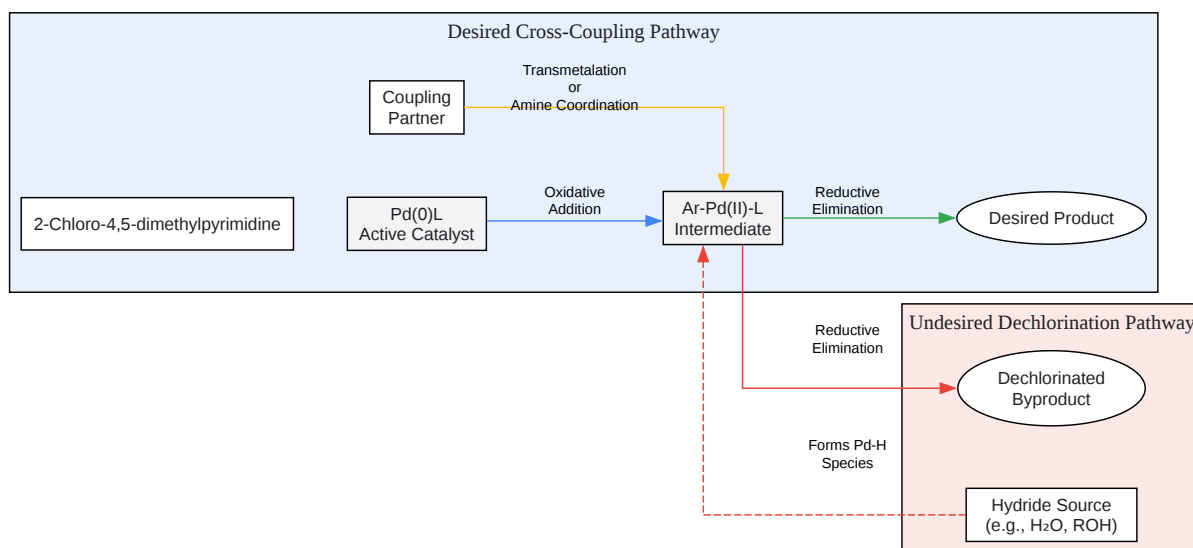 Desired Cross-Coupling Pathway
Transmetalation
or
Amine Coordination
Coupling
Partner
2-Chloro-4,5-dimethylpyrimidine
Pd(0)L
Active Catalyst
Oxidative
Addition
Ar-Pd(II)-L
Intermediate
Reductive
Elimination
Desired Product
Undesired Dechlorination Pathway
Reductive
Elimination
Dechlorinated
Byproduct
Forms Pd-H
Species
Hydride Source
(e.g., H₂O, ROH)